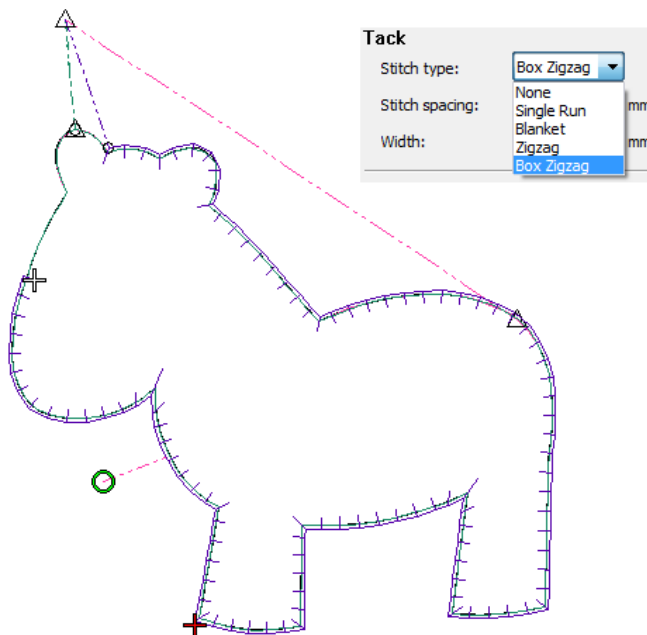 Tack
Stitch type: Box Zigzag
None
Stitch spacing: Single Run mm
Blanket
Width: Zigzag mm
Box Zigzag